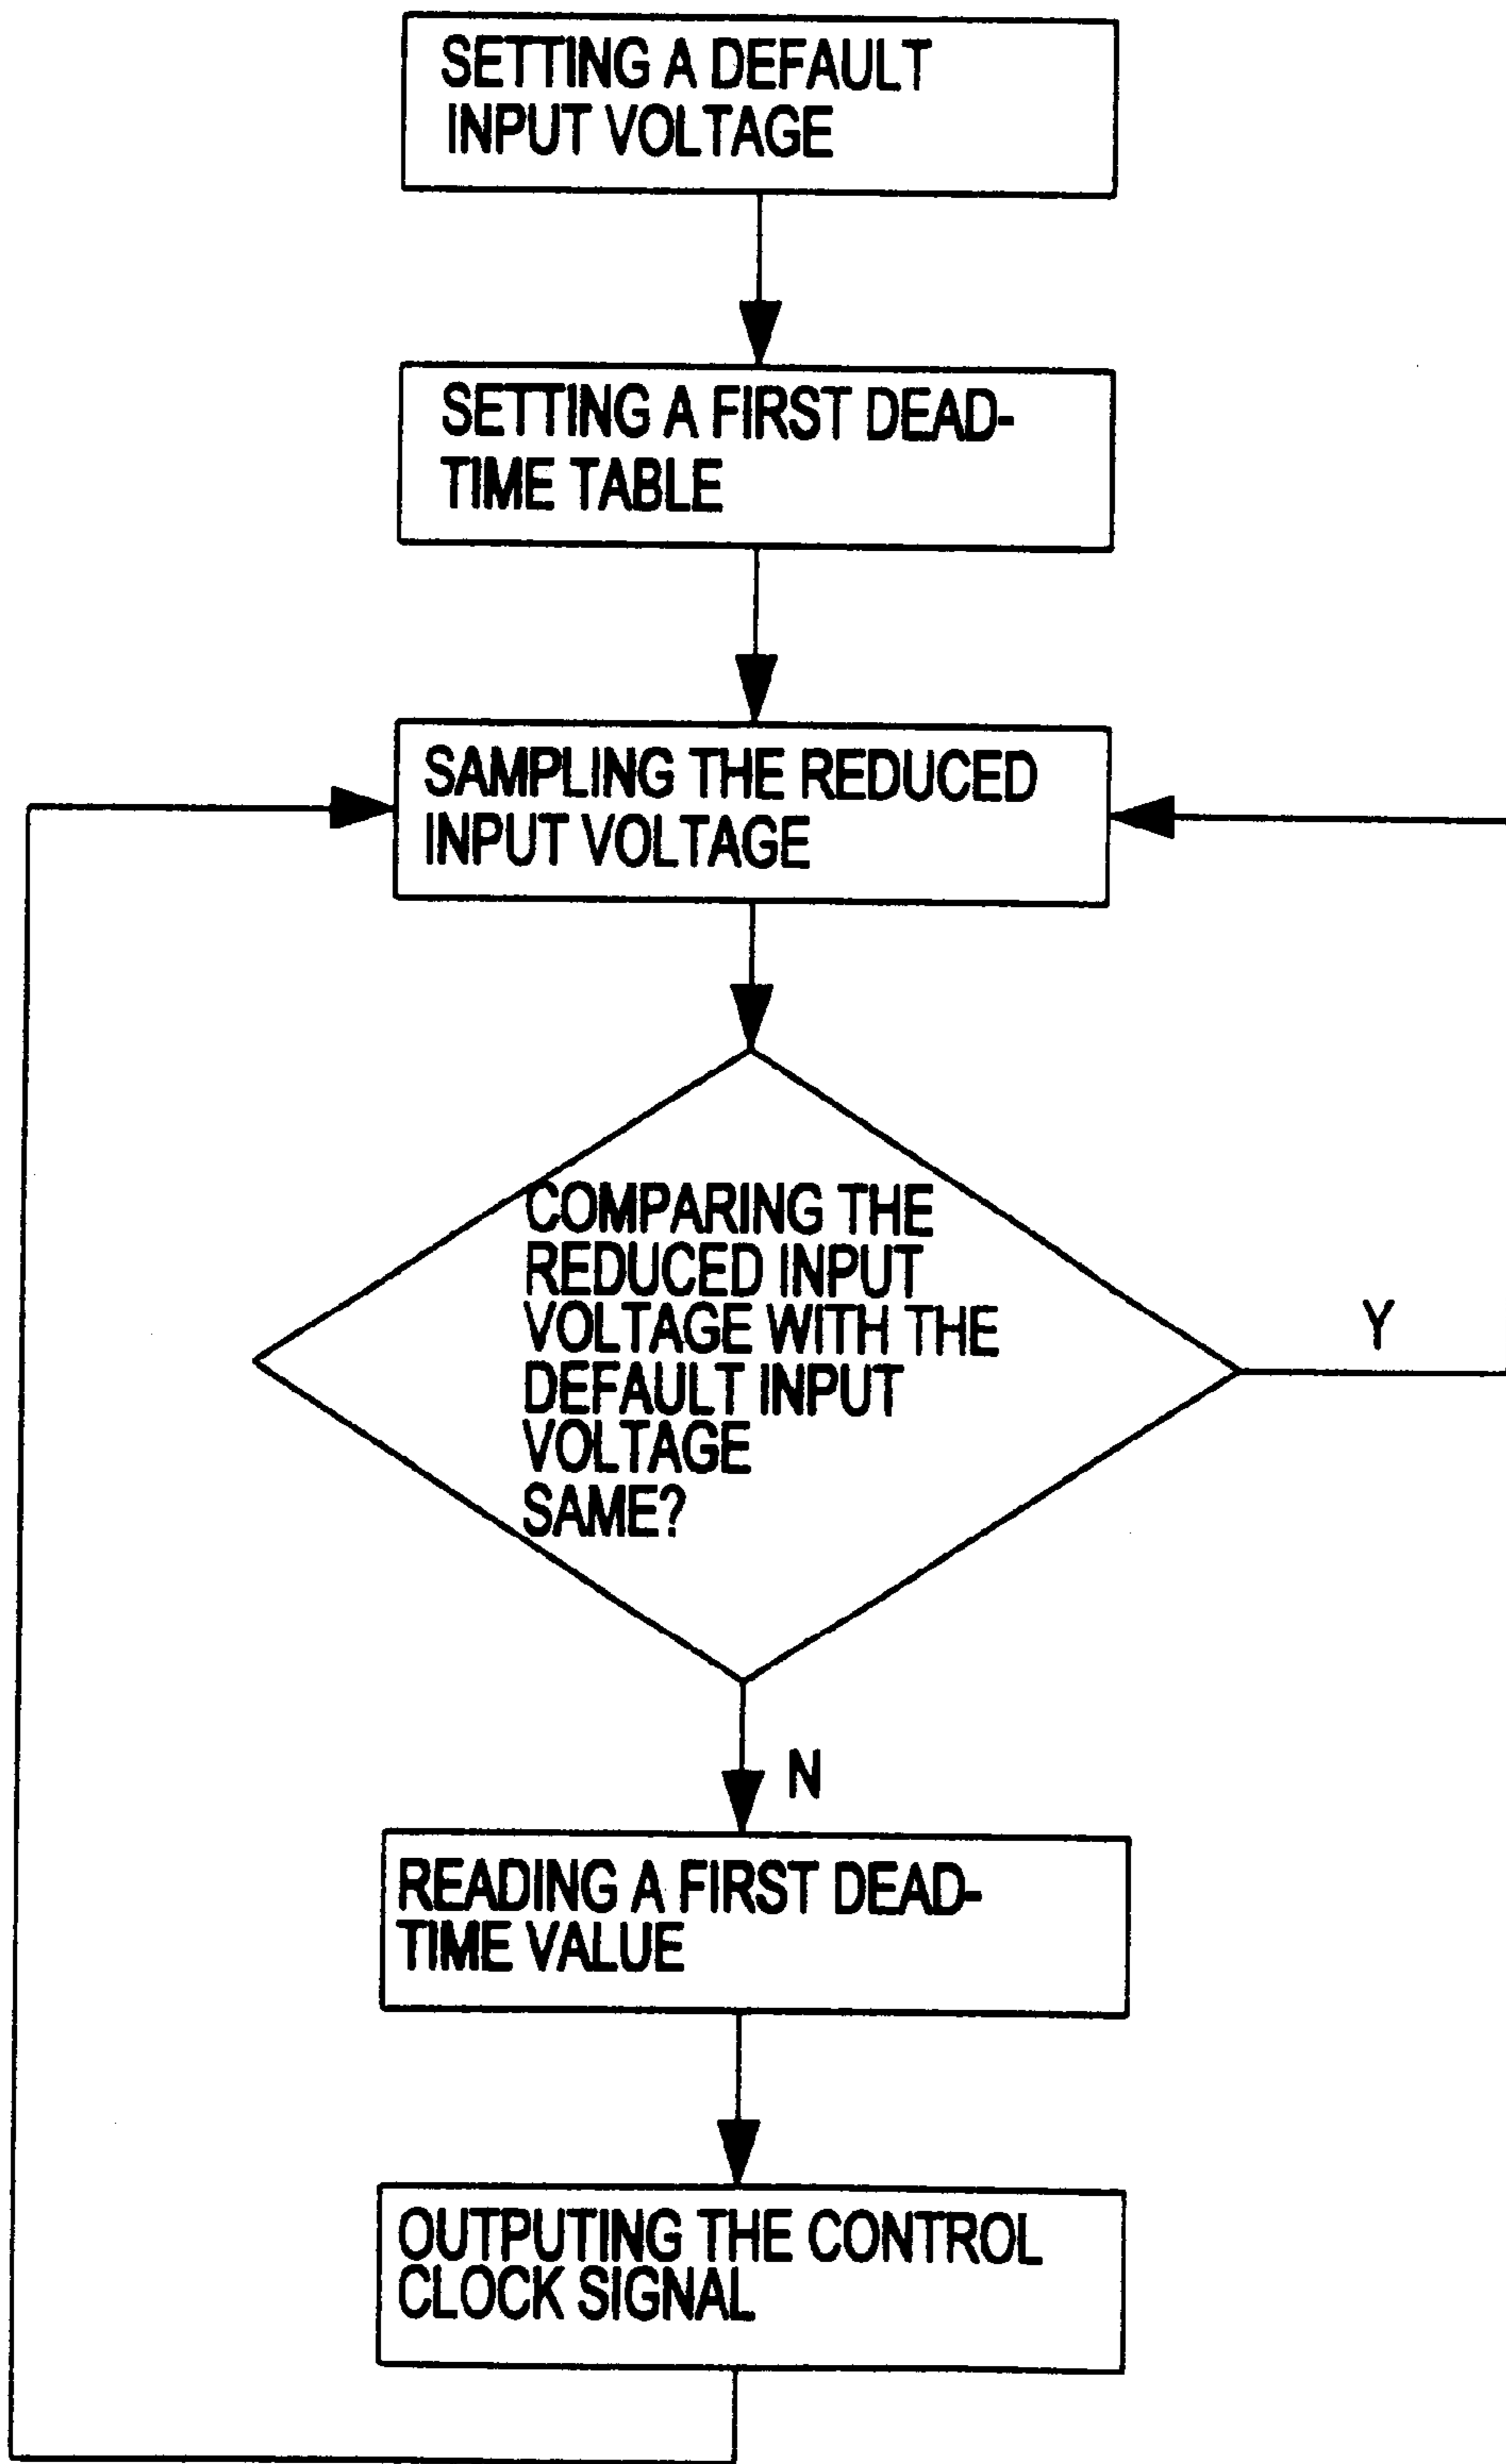 SETTING A DEFAULT
INPUT VOLTAGE
SETTING A FIRST DEAD-
TIME TABLE
SAMPLING THE REDUCED
INPUT VOLTAGE
COMPARING THE
REDUCED INPUT
VOLTAGE WITH THE
DEFAULT INPUT
VOLTAGE
SAME?
Y
N
READING A FIRST DEAD-
TIME VALUE
OUTPUTING THE CONTROL
CLOCK SIGNAL